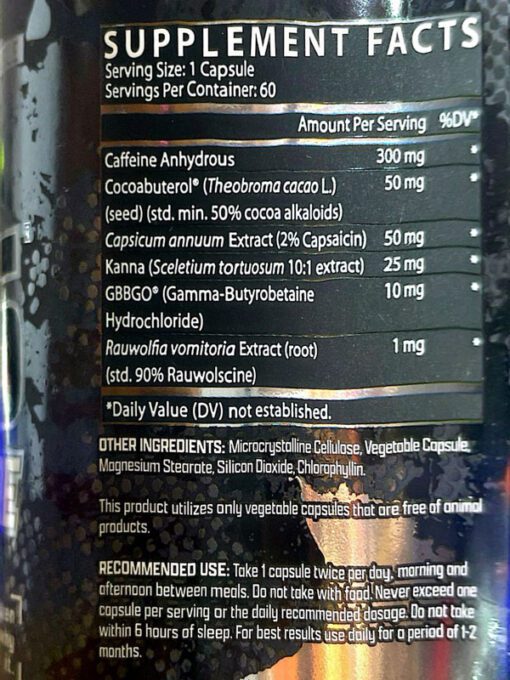 SUPPLEMENT FACTS
Serving Size: 1 Capsule
Servings Per Container: 60
Amount Per Serving %DV*
Caffeine Anhydrous 300 mg *
Cocoabuterol® (Theobroma cacao L.) 50 mg *
(seed) (std. min. 50% cocoa alkaloids)
Capsicum annuum Extract (2% Capsaicin) 50 mg *
Kanna (Sceletium tortuosum 10:1 extract) 25 mg *
GBBGO® (Gamma-Butyrobetaine 10 mg *
Hydrochloride)
Rauwolfia vomitoria Extract (root) 1 mg *
(std. 90% Rauwolscine)
*Daily Value (DV) not established.
OTHER INGREDIENTS: Microcrystalline Cellulose, Vegetable Capsule,
Magnesium Stearate, Silicon Dioxide, Chlorophyllin.
This product utilizes only vegetable capsules that are free of animal
products.
RECOMMENDED USE: Take 1 capsule twice per day, morning and
afternoon between meals. Do not take with food! Never exceed one
capsule per serving or the daily recommended dosage. Do not take
within 6 hours of sleep. For best results use daily for a period of 1-2
months.